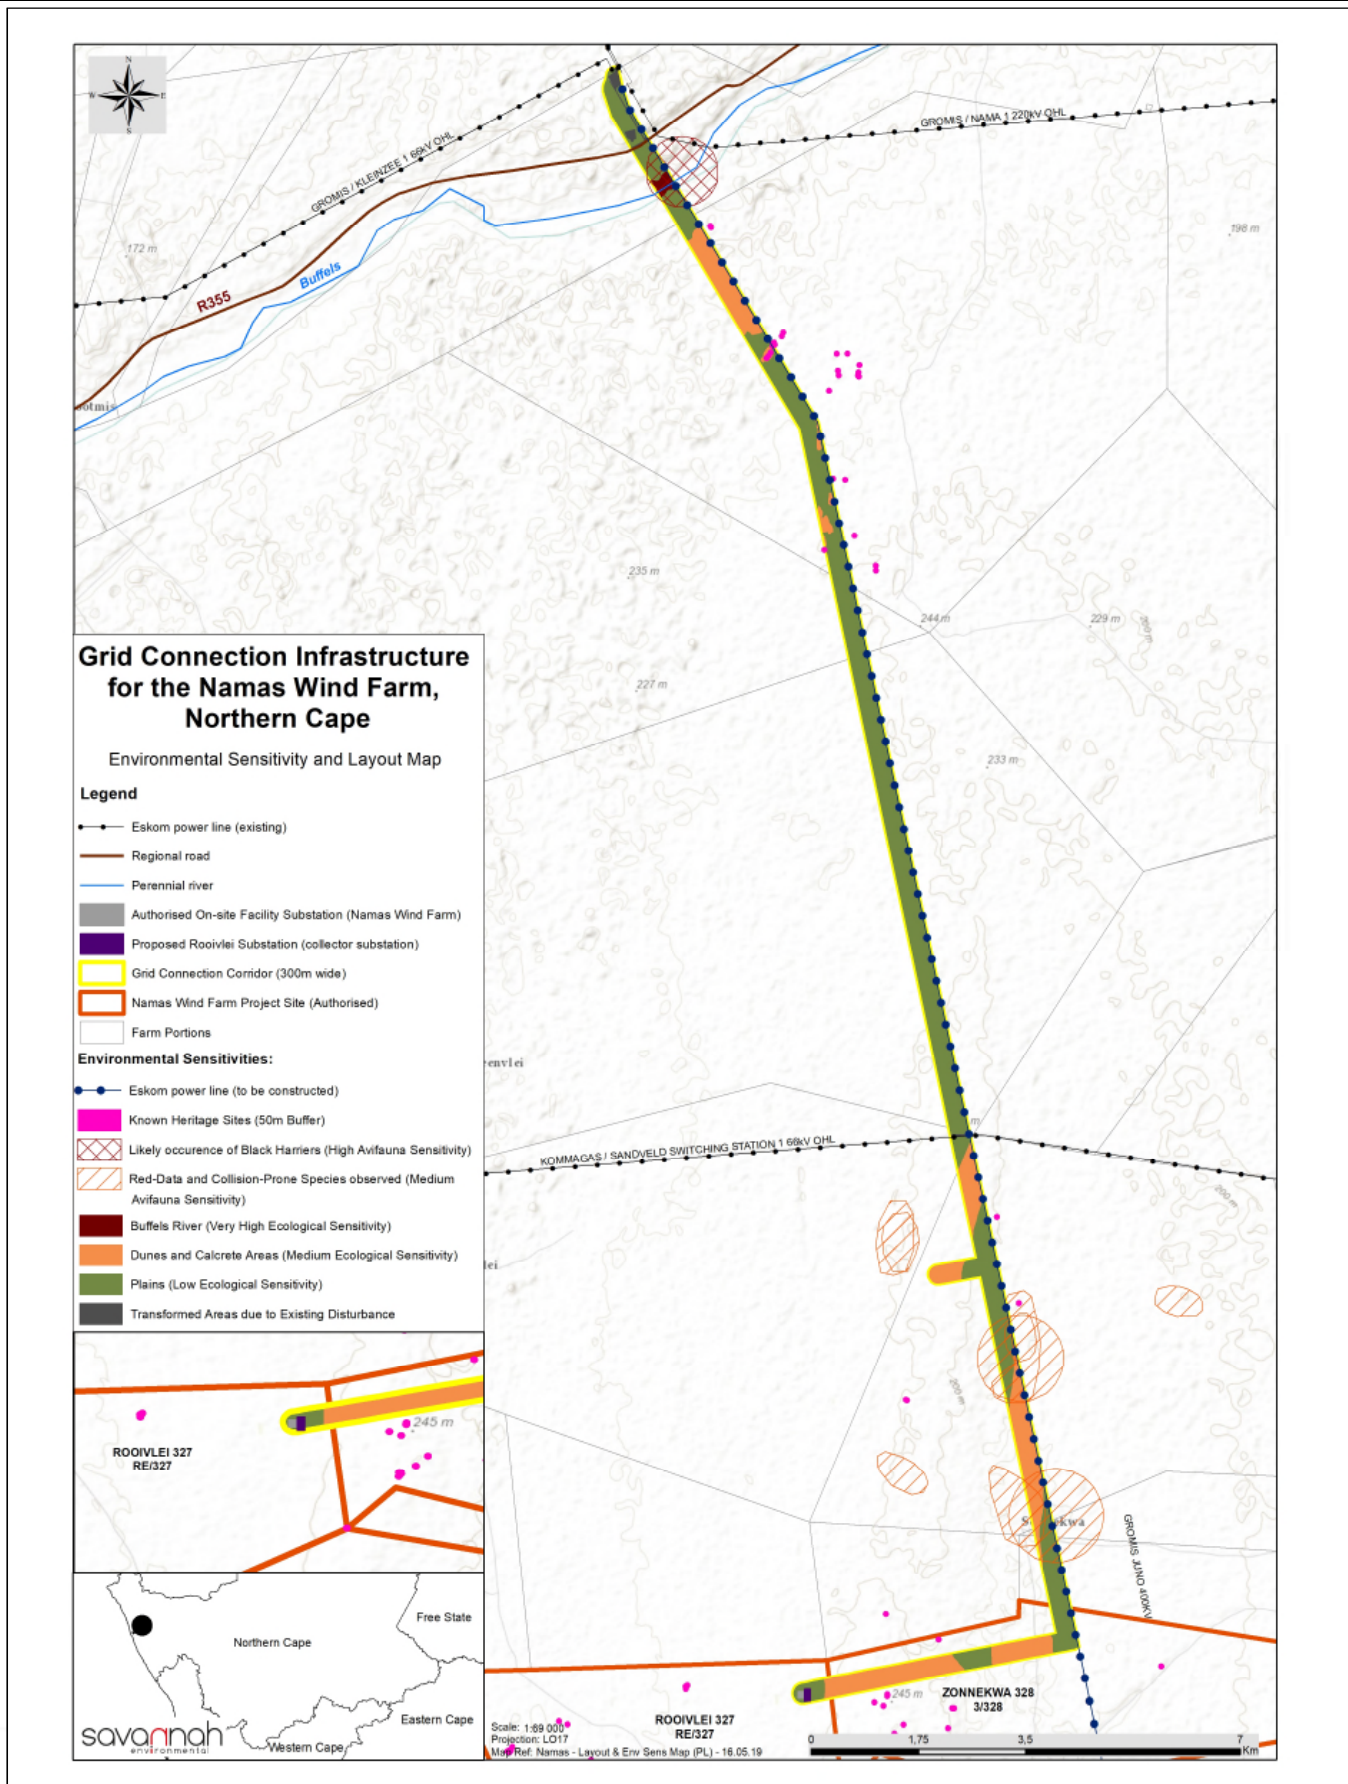 N
W
E
S
GROMIS / KLEINZEE 1 66kV OHL
GROMIS / NAMA 1 220kV OHL
172 m
198 m
R355
Buffels
235 m
244 m
229 m
200 m
227 m
233 m
Grid Connection Infrastructure
for the Namas Wind Farm,
Northern Cape
Environmental Sensitivity and Layout Map
Legend
Eskom power line (existing)
Regional road
Perennial river
Authorised On-site Facility Substation (Namas Wind Farm)
Proposed Rooivlei Substation (collector substation)
Grid Connection Corridor (300m wide)
Namas Wind Farm Project Site (Authorised)
Farm Portions
Environmental Sensitivities:
Eskom power line (to be constructed)
Known Heritage Sites (50m Buffer)
Likely occurence of Black Harriers (High Avifauna Sensitivity)
Red-Data and Collision-Prone Species observed (Medium
Avifauna Sensitivity)
Buffels River (Very High Ecological Sensitivity)
Dunes and Calcrete Areas (Medium Ecological Sensitivity)
Plains (Low Ecological Sensitivity)
Transformed Areas due to Existing Disturbance
m
KOMMAGAS / SANDVELD SWITCHING STATION 1 66kV OHL
200 m
200 m
GROMIS JUNO 400KV
245 m
ROOIVLEI 327
RE/327
Free State
Northern Cape
Eastern Cape
Western Cape
savannah
environmental
245 m
ZONNEKWA 328
3/328
ROOIVLEI 327
RE/327
Scale: 1:69 000
Projection: LO17
Map Ref: Namas - Layout & Env Sens Map (PL) - 16.05.19
0 1,75 3,5 7
Km